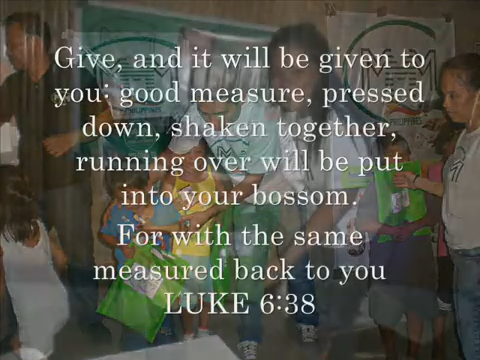 Give, and it will be given to
you: good measure, pressed
down, shaken together,
running over will be put
into your bossom.
For with the same
measured back to you
LUKE 6:38